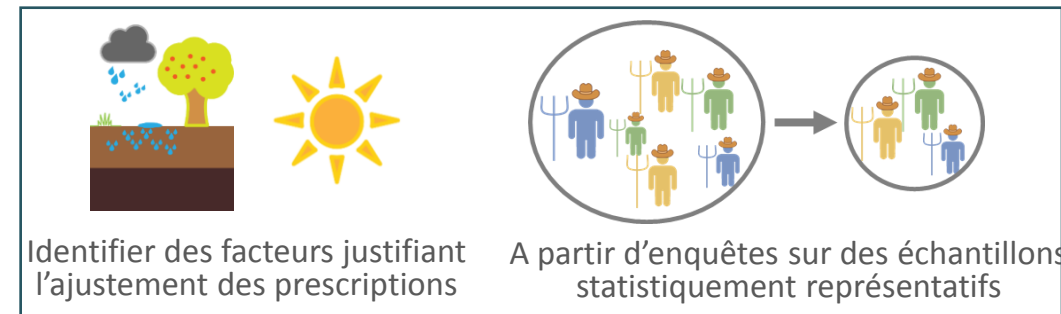 Identifier des facteurs justifiant
l'ajustement des prescriptions
A partir d'enquêtes sur des échantillons
statistiquement représentatifs